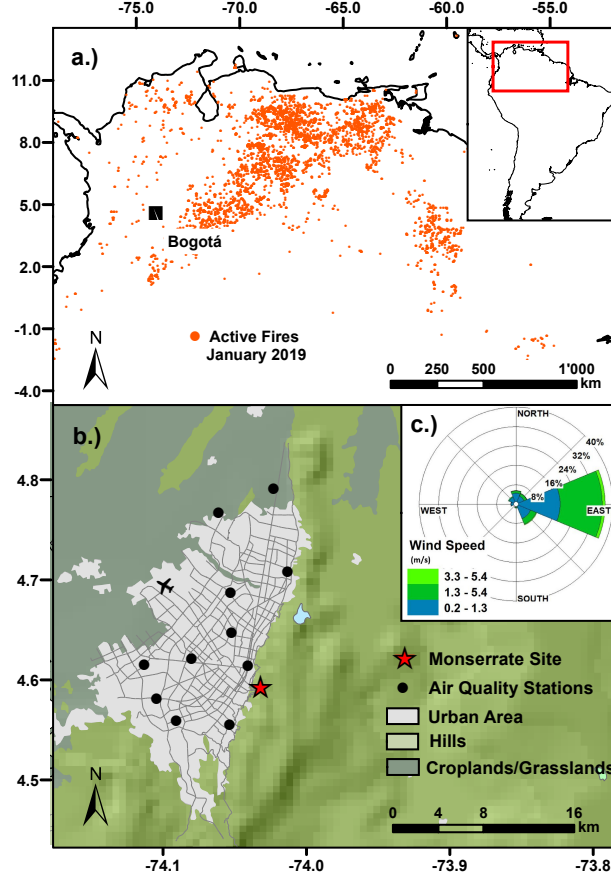 -75.0 -70.0 -65.0 -60.0 -55.0
a.)
11.0
8.0
5.0
2.0
-1.0
-4.0
Bogotá
N
Active Fires
January 2019
0 250 500 1'000
km
b.)
4.8
4.7
4.6
4.5
N
c.)
NORTH
40%
32%
24%
16%
8%
WEST
EAST
SOUTH
Wind Speed
(m/s)
3.3 - 5.4
1.3 - 5.4
0.2 - 1.3
Monserrate Site
Air Quality Stations
Urban Area
Hills
Croplands/Grasslands
0 4 8 16
km
-74.1 -74.0 -73.9 -73.8